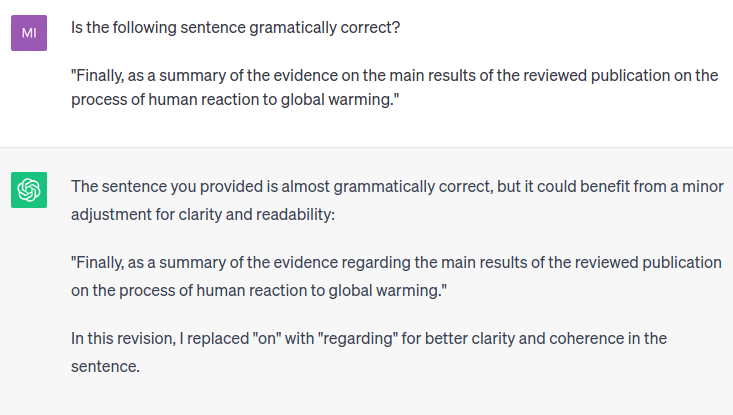 MI
Is the following sentence gramatically correct?
"Finally, as a summary of the evidence on the main results of the reviewed publication on the
process of human reaction to global warming."
The sentence you provided is almost grammatically correct, but it could benefit from a minor
adjustment for clarity and readability:
"Finally, as a summary of the evidence regarding the main results of the reviewed publication
on the process of human reaction to global warming."
In this revision, I replaced "on" with "regarding" for better clarity and coherence in the
sentence.